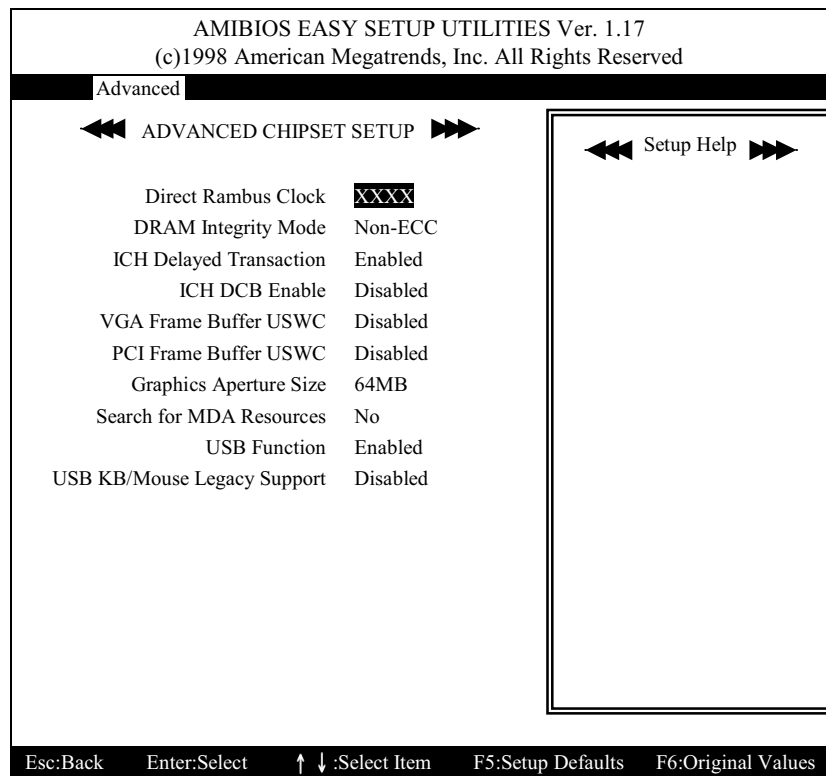 AMIBIOS EASY SETUP UTILITIES Ver. 1.17
(c)1998 American Megatrends, Inc. All Rights Reserved
Advanced
ADVANCED CHIPSET SETUP
Setup Help
Direct Rambus Clock XXXX
DRAM Integrity Mode Non-ECC
ICH Delayed Transaction Enabled
ICH DCB Enable Disabled
VGA Frame Buffer USWC Disabled
PCI Frame Buffer USWC Disabled
Graphics Aperture Size 64MB
Search for MDA Resources No
USB Function Enabled
USB KB/Mouse Legacy Support Disabled
Esc:Back Enter:Select ↑ ↓ :Select Item F5:Setup Defaults F6:Original Values